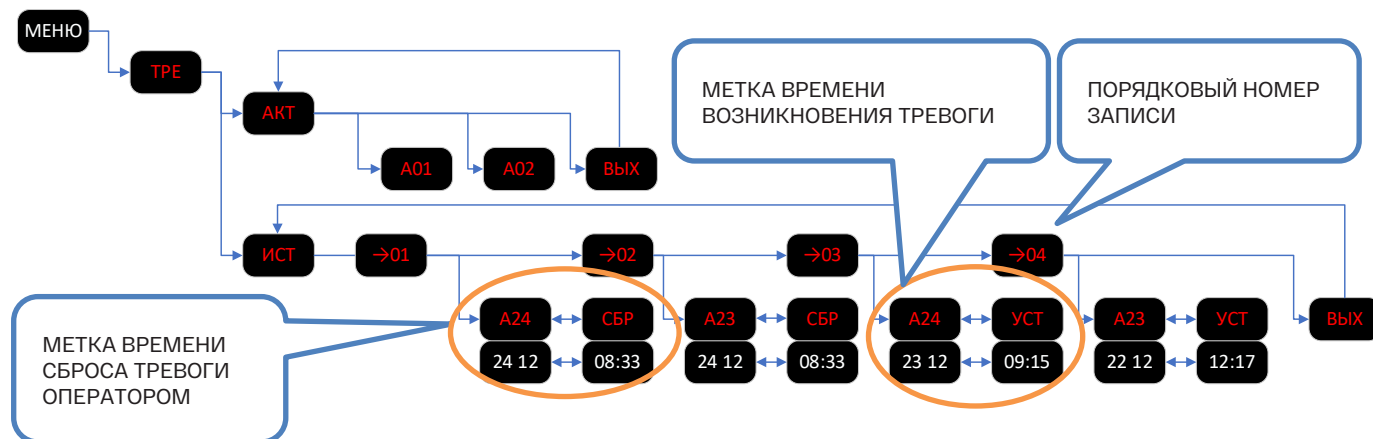 МЕНЮ
ТРЕ
АКТ
А01
А02
ВЫХ
МЕТКА ВРЕМЕНИ
ВОЗНИКНОВЕНИЯ ТРЕВОГИ
ПОРЯДКОВЫЙ НОМЕР
ЗАПИСИ
ИСТ
→01
→02
→03
→04
А24
СБР
А23
СБР
А24
УСТ
А23
УСТ
ВЫХ
24 12
08:33
24 12
08:33
23 12
09:15
22 12
12:17
МЕТКА ВРЕМЕНИ
СБРОСА ТРЕВОГИ
ОПЕРАТОРОМ